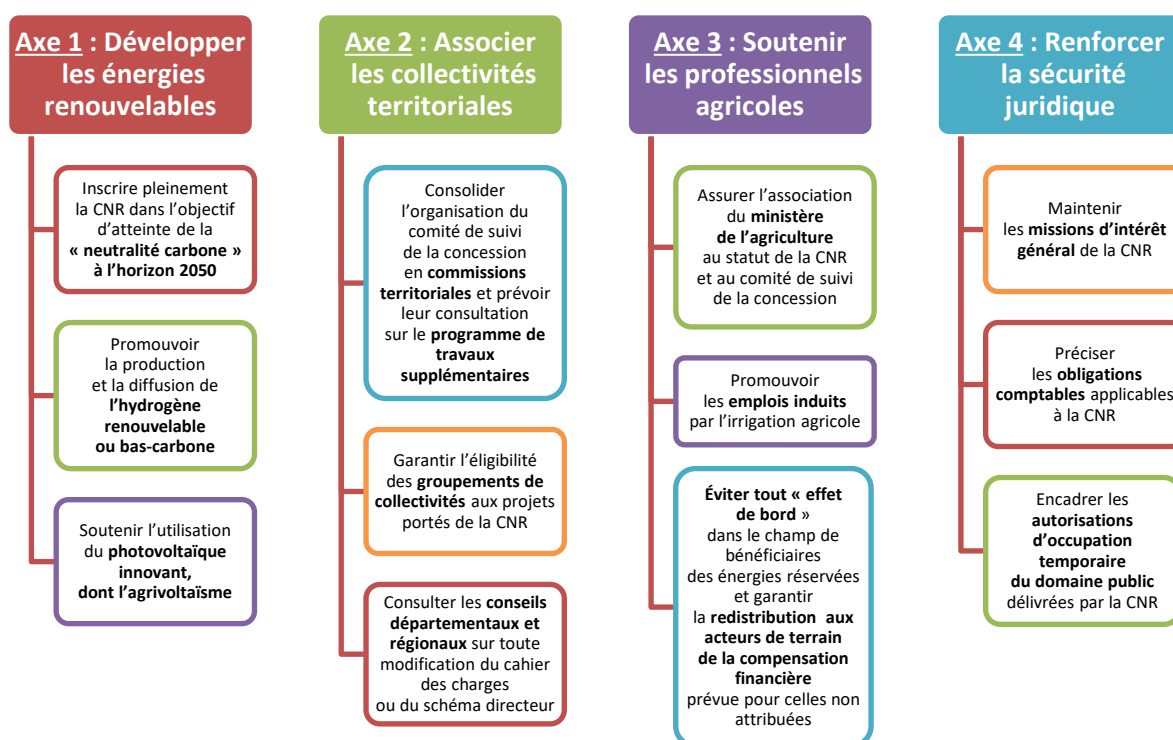 Axe 1 : Développer
les énergies
renouvelables
Inscrire pleinement
la CNR dans l’objectif
d’atteinte de la
« neutralité carbone »
à l’horizon 2050
Promouvoir
la production
et la diffusion de
l’hydrogène
renouvelable
ou bas-carbone
Soutenir l’utilisation
du photovoltaïque
innovant,
dont l’agrivoltaïsme
Axe 2 : Associer
les collectivités
territoriales
Consolider
l’organisation du
comité de suivi
de la concession
en commissions
territoriales et prévoir
leur consultation
sur le programme de
travaux
supplémentaires
Garantir l’éligibilité
des groupements de
collectivités aux projets
portés de la CNR
Consulter les conseils
départementaux et
régionaux sur toute
modification du cahier
des charges
ou du schéma directeur
Axe 3 : Soutenir
les professionnels
agricoles
Assurer l’association
du ministère
de l’agriculture
au statut de la CNR
et au comité de suivi
de la concession
Promouvoir
les emplois induits
par l’irrigation agricole
Éviter tout « effet
de bord »
dans le champ de
bénéficiaires
des énergies réservées
et garantir
la redistribution aux
acteurs de terrain
de la compensation
financière
prévue pour celles non
attribuées
Axe 4 : Renforcer
la sécurité
juridique
Maintenir
les missions d’intérêt
général de la CNR
Préciser
les obligations
comptables applicables
à la CNR
Encadrer les
autorisations
d’occupation
temporaire
du domaine public
délivrées par la CNR